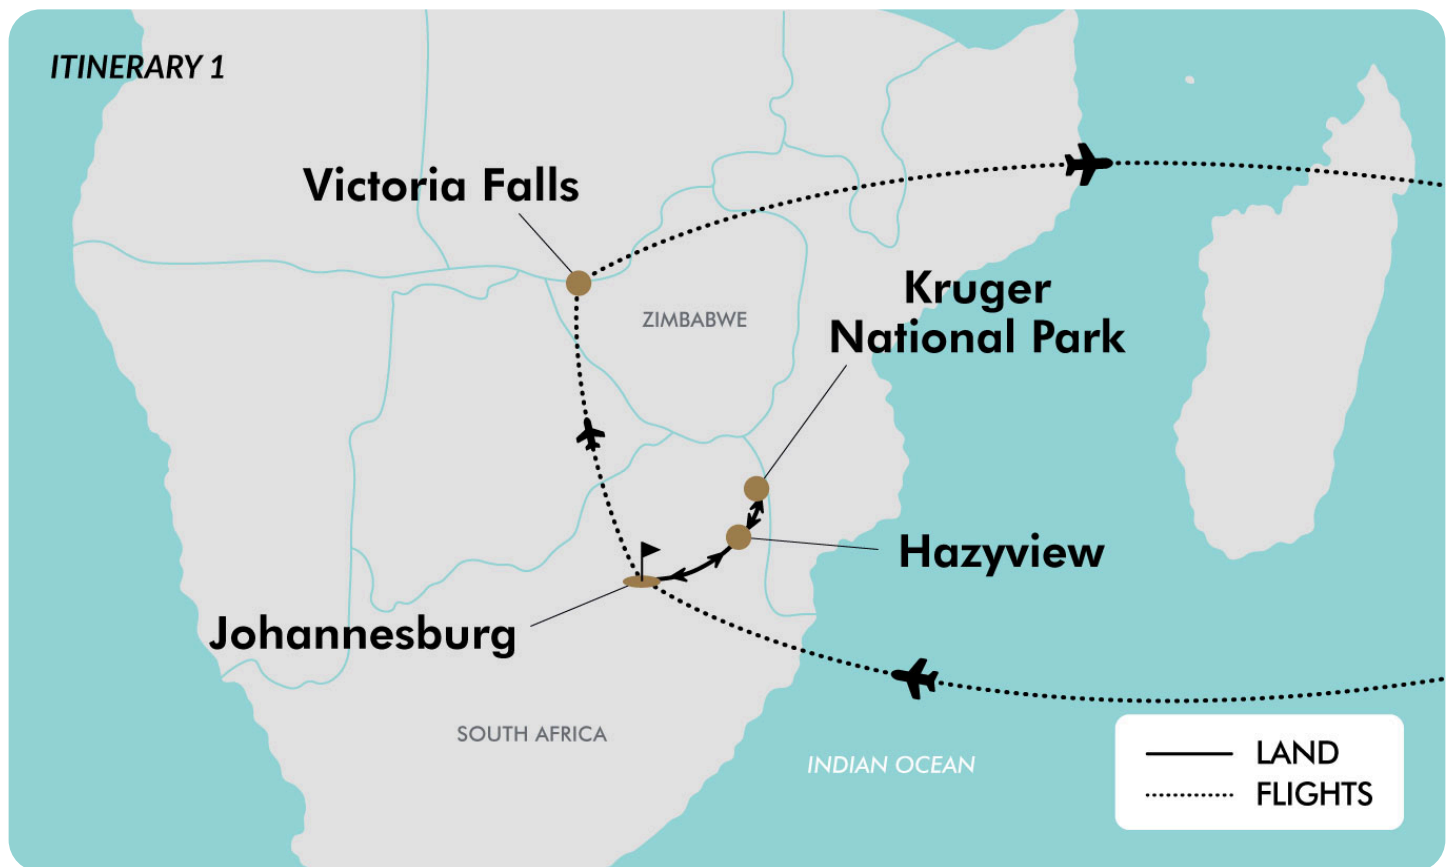 ITINERARY 1
Victoria Falls
Kruger
National Park
ZIMBABWE
Hazyview
Johannesburg
SOUTH AFRICA
INDIAN OCEAN
LAND
FLIGHTS